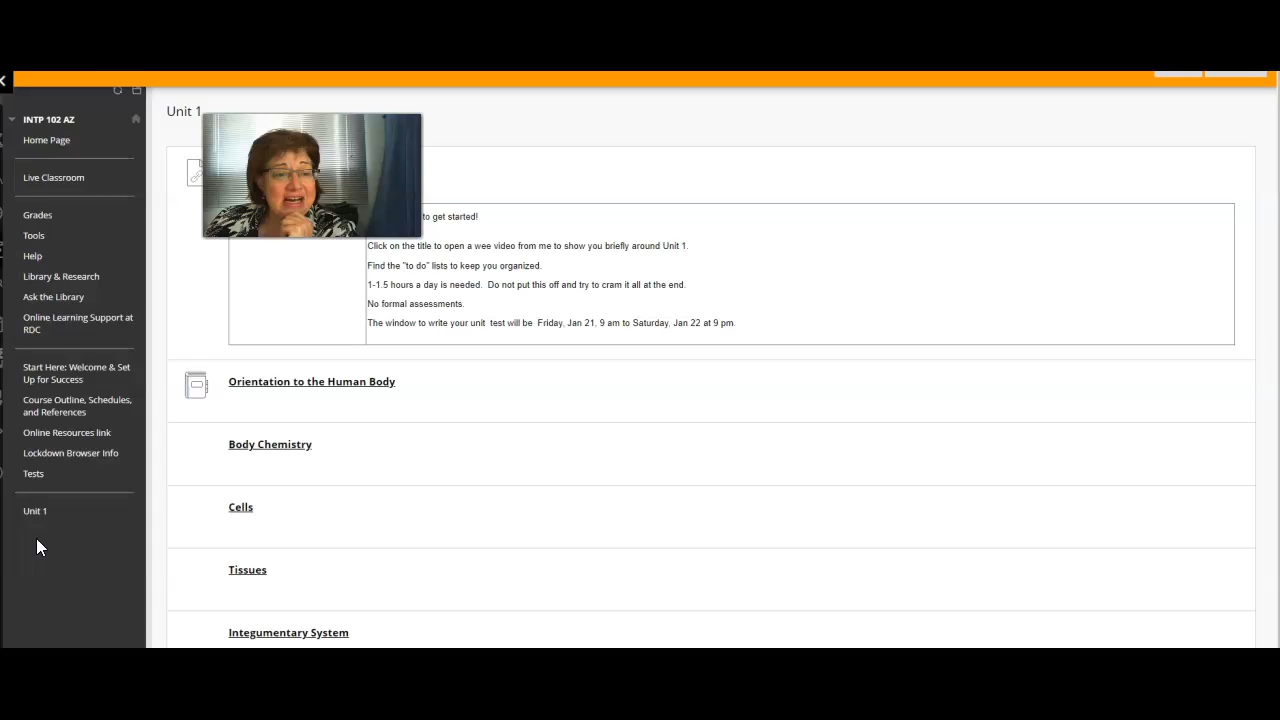 INTP 102 AZ
Home Page
Live Classroom
Grades
Tools
Help
Library & Research
Ask the Library
Online Learning Support at
RDC
Start Here: Welcome & Set
Up for Success
Course Outline, Schedules,
and References
Online Resources link
Lockdown Browser Info
Tests
Unit 1
Unit 1
to get started!
Click on the title to open a wee video from me to show you briefly around Unit 1.
Find the "to do" lists to keep you organized.
1-1.5 hours a day is needed. Do not put this off and try to cram it all at the end.
No formal assessments.
The window to write your unit test will be Friday, Jan 21, 9 am to Saturday, Jan 22 at 9 pm.
Orientation to the Human Body
Body Chemistry
Cells
Tissues
Integumentary System